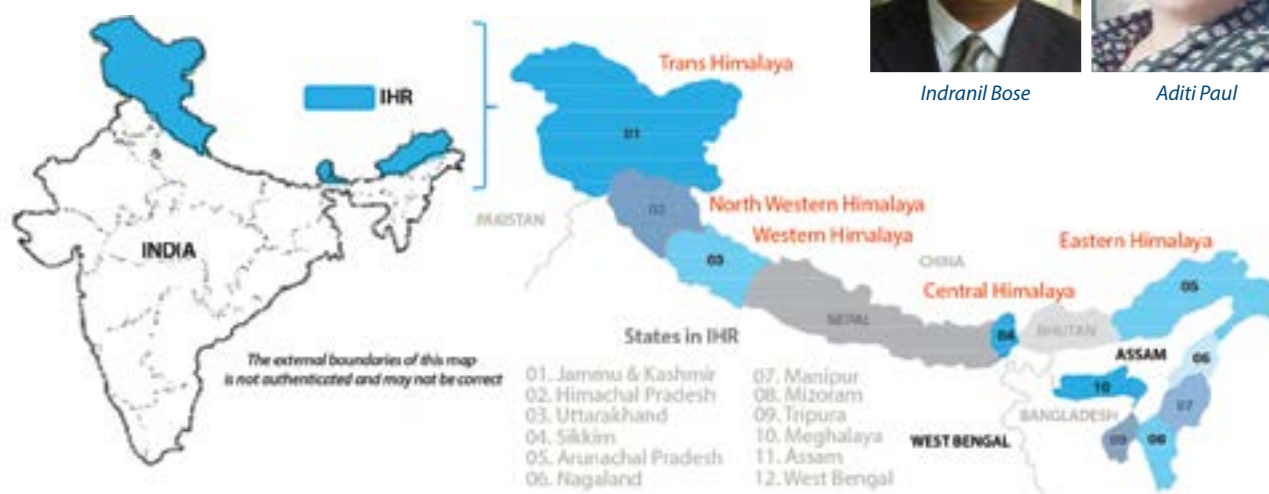 Indranil Bose
Aditi Paul
IHR
INDIA
The external boundaries of this map
is not authenticated and may not be correct
Trans Himalaya
01
PAKISTAN
02
North Western Himalaya
Western Himalaya
03
CHINA
Eastern Himalaya
05
Central Himalaya
NEPAL
04
BHUTAN
ASSAM
06
10
07
BANGLADESH
WEST BENGAL
09
08
States in IHR
01. Jammu & Kashmir
02. Himachal Pradesh
03. Uttarakhand
04. Sikkim
05. Arunachal Pradesh
06. Nagaland
07. Manipur
08. Mizoram
09. Tripura
10. Meghalaya
11. Assam
12. West Bengal